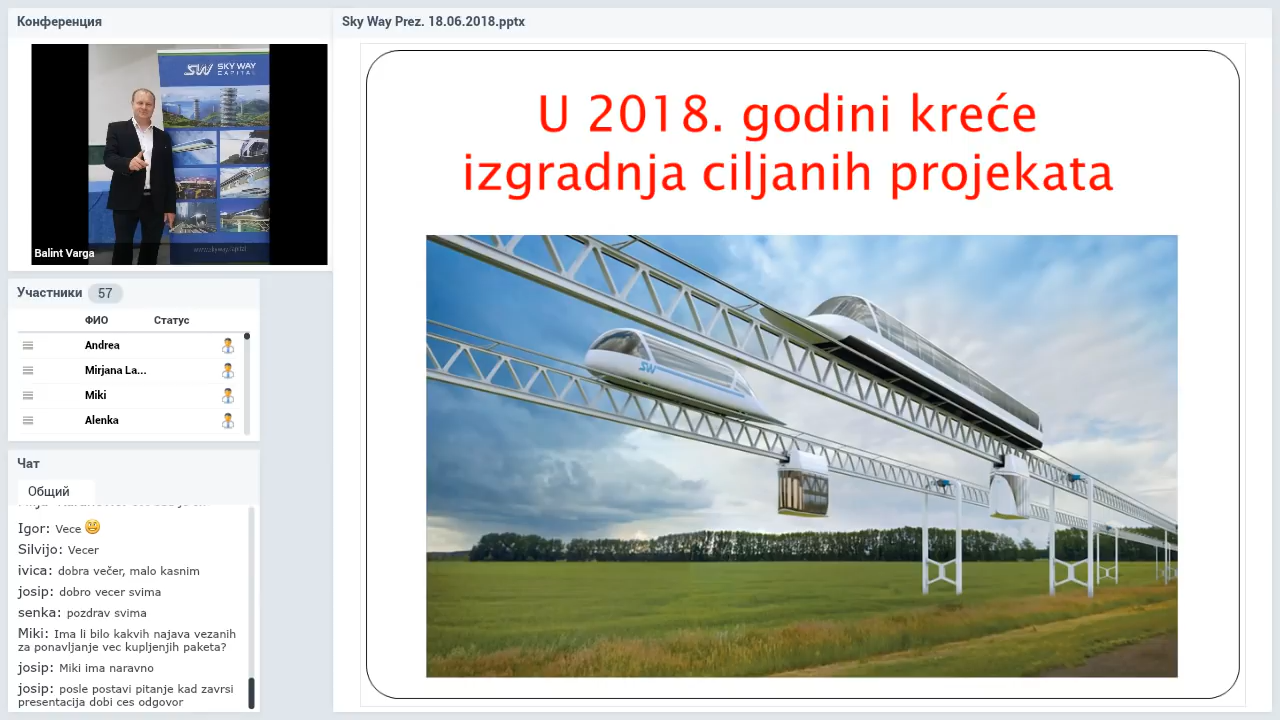 Конференция
SKY WAY
CAPITAL
Balint Varga
Участники 57
ФИО Статус
Andrea
Mirjana La...
Miki
Alenka
Чат
Общий
Igor: Vece
Silvijo: Vecer
ivica: dobra večer, malo kasnim
josip: dobro vecer svima
senka: pozdrav svima
Miki: Ima li bilo kakvih najava vezanih
za ponavljanje vec kupljenjih paketa?
josip: Miki ima naravno
josip: posle postavi pitanje kad zavrsi
presentacija dobi ces odgovor
Sky Way Prez. 18.06.2018.pptx
U 2018. godini kreće
izgradnja ciljanih projekata
SW